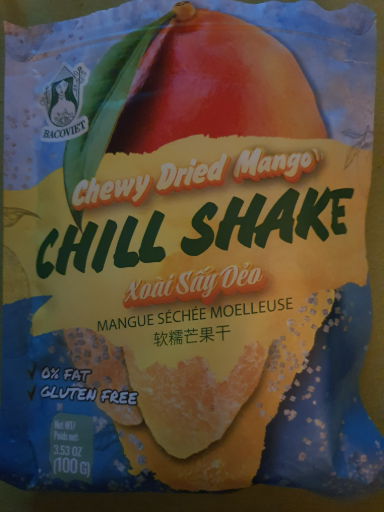 BACOVIET
Chewy Dried Mango
CHILL SHAKE
Xoài Sấy Dẻo
MANGUE SÉCHÉE MOELLEUSE
软糯芒果干
✓ 0% FAT
✓ GLUTEN FREE
Net WT/
Poids net:
3.53 OZ
(100 G)